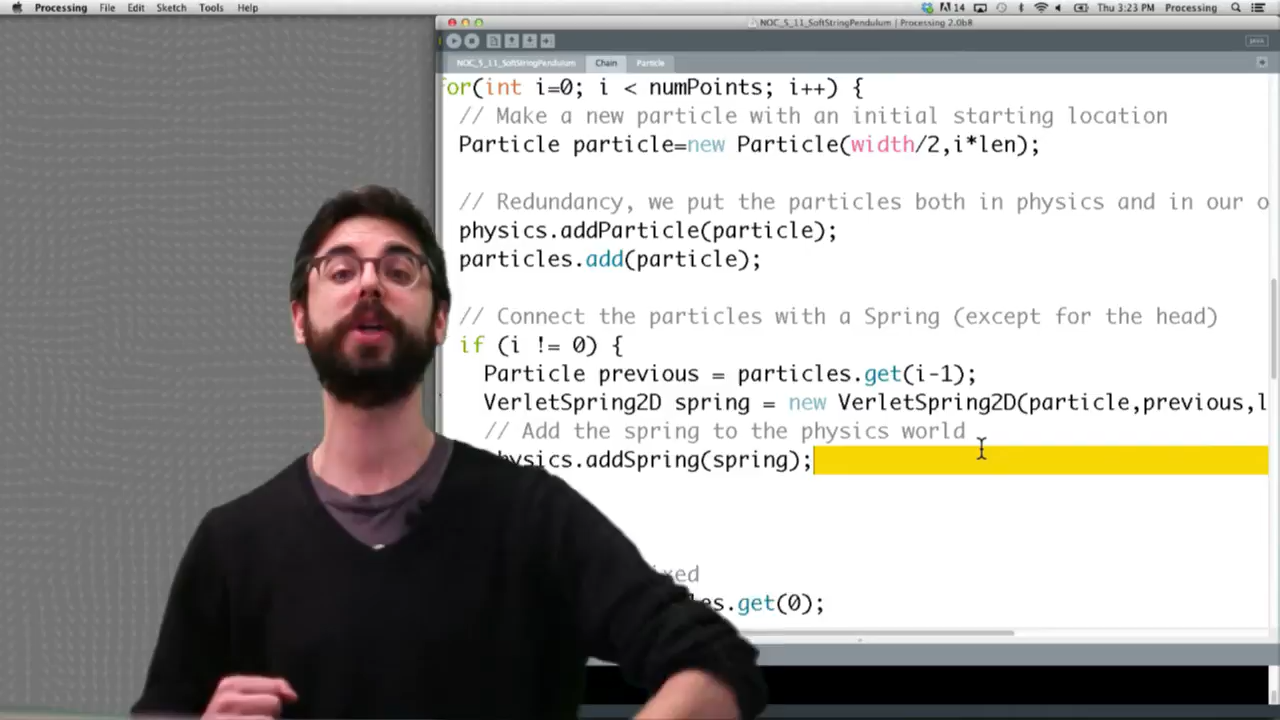 Processing File Edit Sketch Tools Help
14 Thu 3:23 PM Processing
NOC_5_11_SoftStringPendulum | Processing 2.0b8
NOC_5_11_SoftStringPendulum Chain Particle
for(int i=0; i < numPoints; i++) {
// Make a new particle with an initial starting location
Particle particle=new Particle(width/2,i*len);
// Redundancy, we put the particles both in physics and in our o
physics.addParticle(particle);
particles.add(particle);
// Connect the particles with a Spring (except for the head)
if (i != 0) {
Particle previous = particles.get(i-1);
VerletSpring2D spring = new VerletSpring2D(particle,previous,l
// Add the spring to the physics world
hysics.addSpring(spring);
xed
es.get(0);